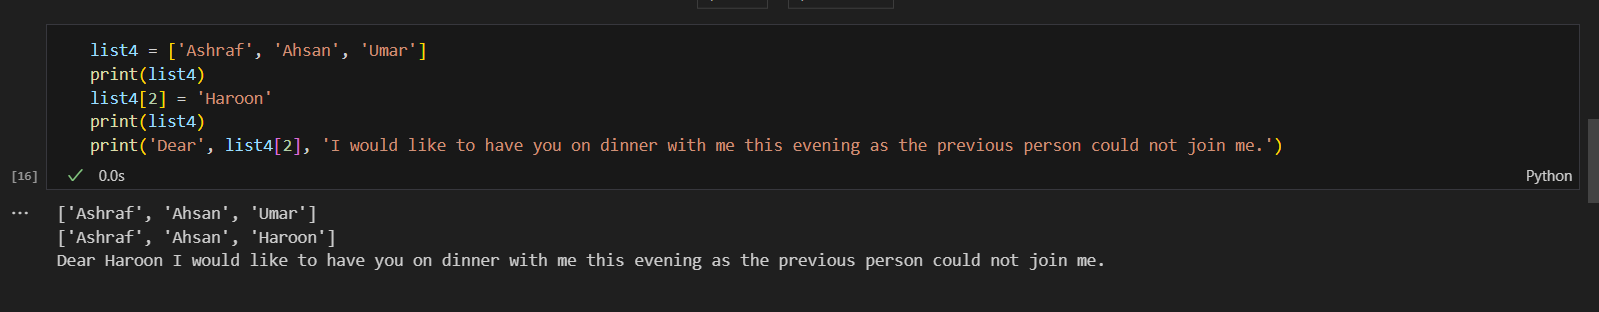 list4 = ['Ashraf', 'Ahsan', 'Umar']
print(list4)
list4[2] = 'Haroon'
print(list4)
print('Dear', list4[2], 'I would like to have you on dinner with me this evening as the previous person could not join me.')
[16] ✓ 0.0s Python
... ['Ashraf', 'Ahsan', 'Umar']
['Ashraf', 'Ahsan', 'Haroon']
Dear Haroon I would like to have you on dinner with me this evening as the previous person could not join me.